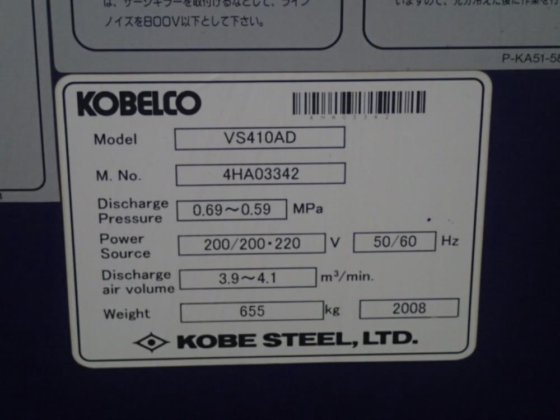 は、サージキラーを取付けるなどして、ライン
ノイズを800V以下として下さい。
P-KA51-58
KOBELCO
Model VS410AD
M. No. 4HA03342
Discharge Pressure 0.69~0.59 MPa
Power Source 200/200・220 V 50/60 Hz
Discharge air volume 3.9~4.1 m³/min.
Weight 655 kg 2008
KOBE STEEL, LTD.